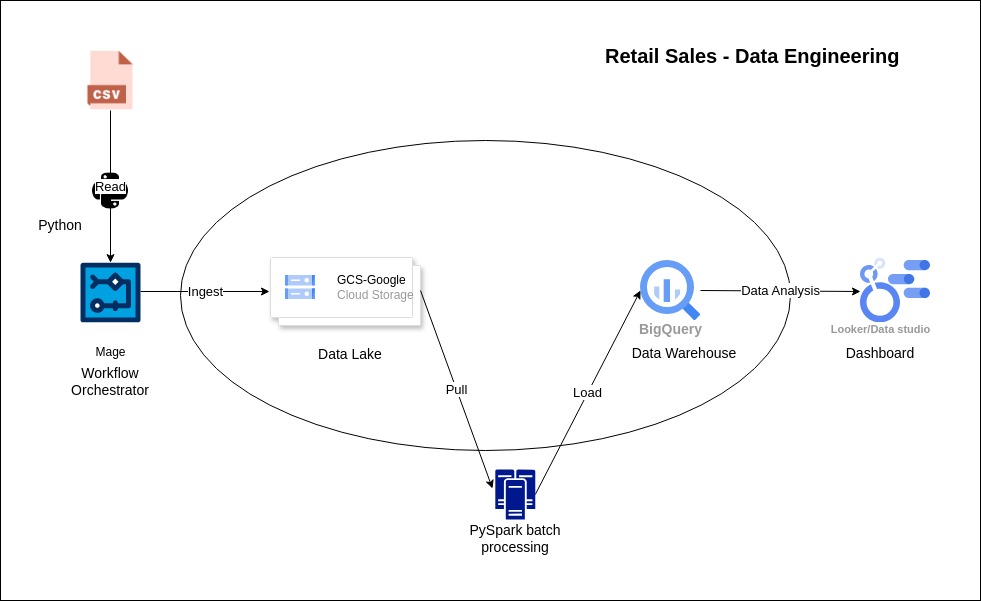 Retail Sales - Data Engineering
CSV
Read
Python
Mage
Workflow
Orchestrator
Ingest
GCS-Google
Cloud Storage
Data Lake
Pull
PySpark batch
processing
Load
BigQuery
Data Warehouse
Data Analysis
Looker/Data studio
Dashboard